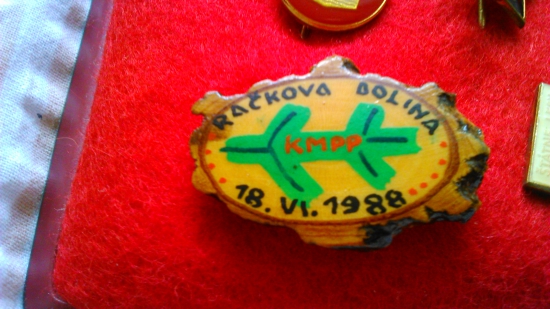 RAČKOVA DOLINA
KMPP
18. VI. 1988